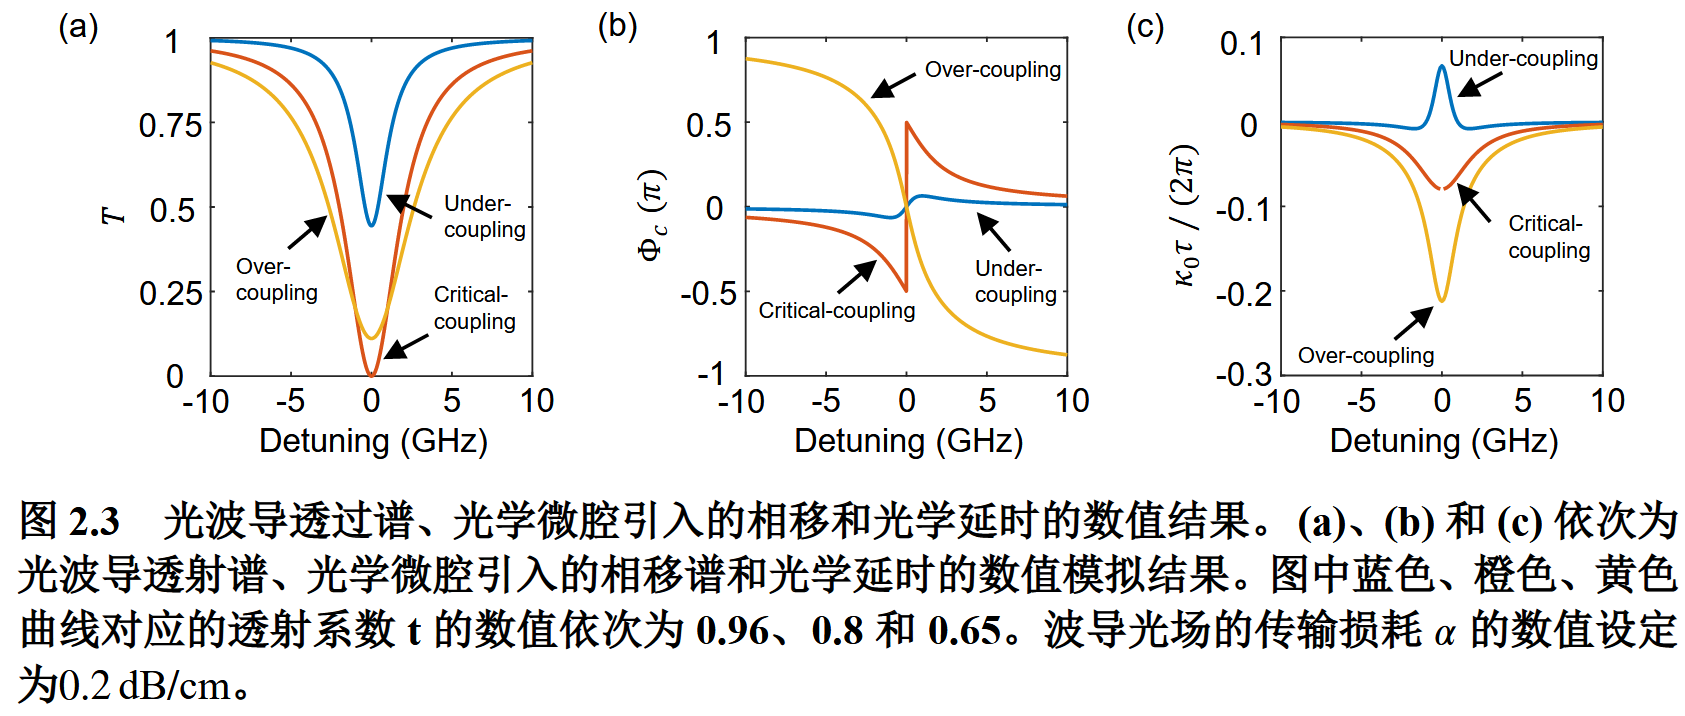 (a)
1
0.75
0.5
0.25
0
T
-10 -5 0 5 10
Detuning (GHz)
Under-
coupling
Over-
coupling
Critical-
coupling
(b)
1
0.5
0
-0.5
-1
Φc (π)
-10 -5 0 5 10
Detuning (GHz)
Over-coupling
Under-
coupling
Critical-coupling
(c)
0.1
0
-0.1
-0.2
-0.3
κ0τ / (2π)
-10 -5 0 5 10
Detuning (GHz)
Under-coupling
Critical-
coupling
Over-coupling
图 2.3 光波导透过谱、光学微腔引入的相移和光学延时的数值结果。(a)、(b) 和 (c) 依次为
光波导透射谱、光学微腔引入的相移谱和光学延时的数值模拟结果。图中蓝色、橙色、黄色
曲线对应的透射系数 t 的数值依次为 0.96、0.8 和 0.65。波导光场的传输损耗 α 的数值设定
为0.2 dB/cm。